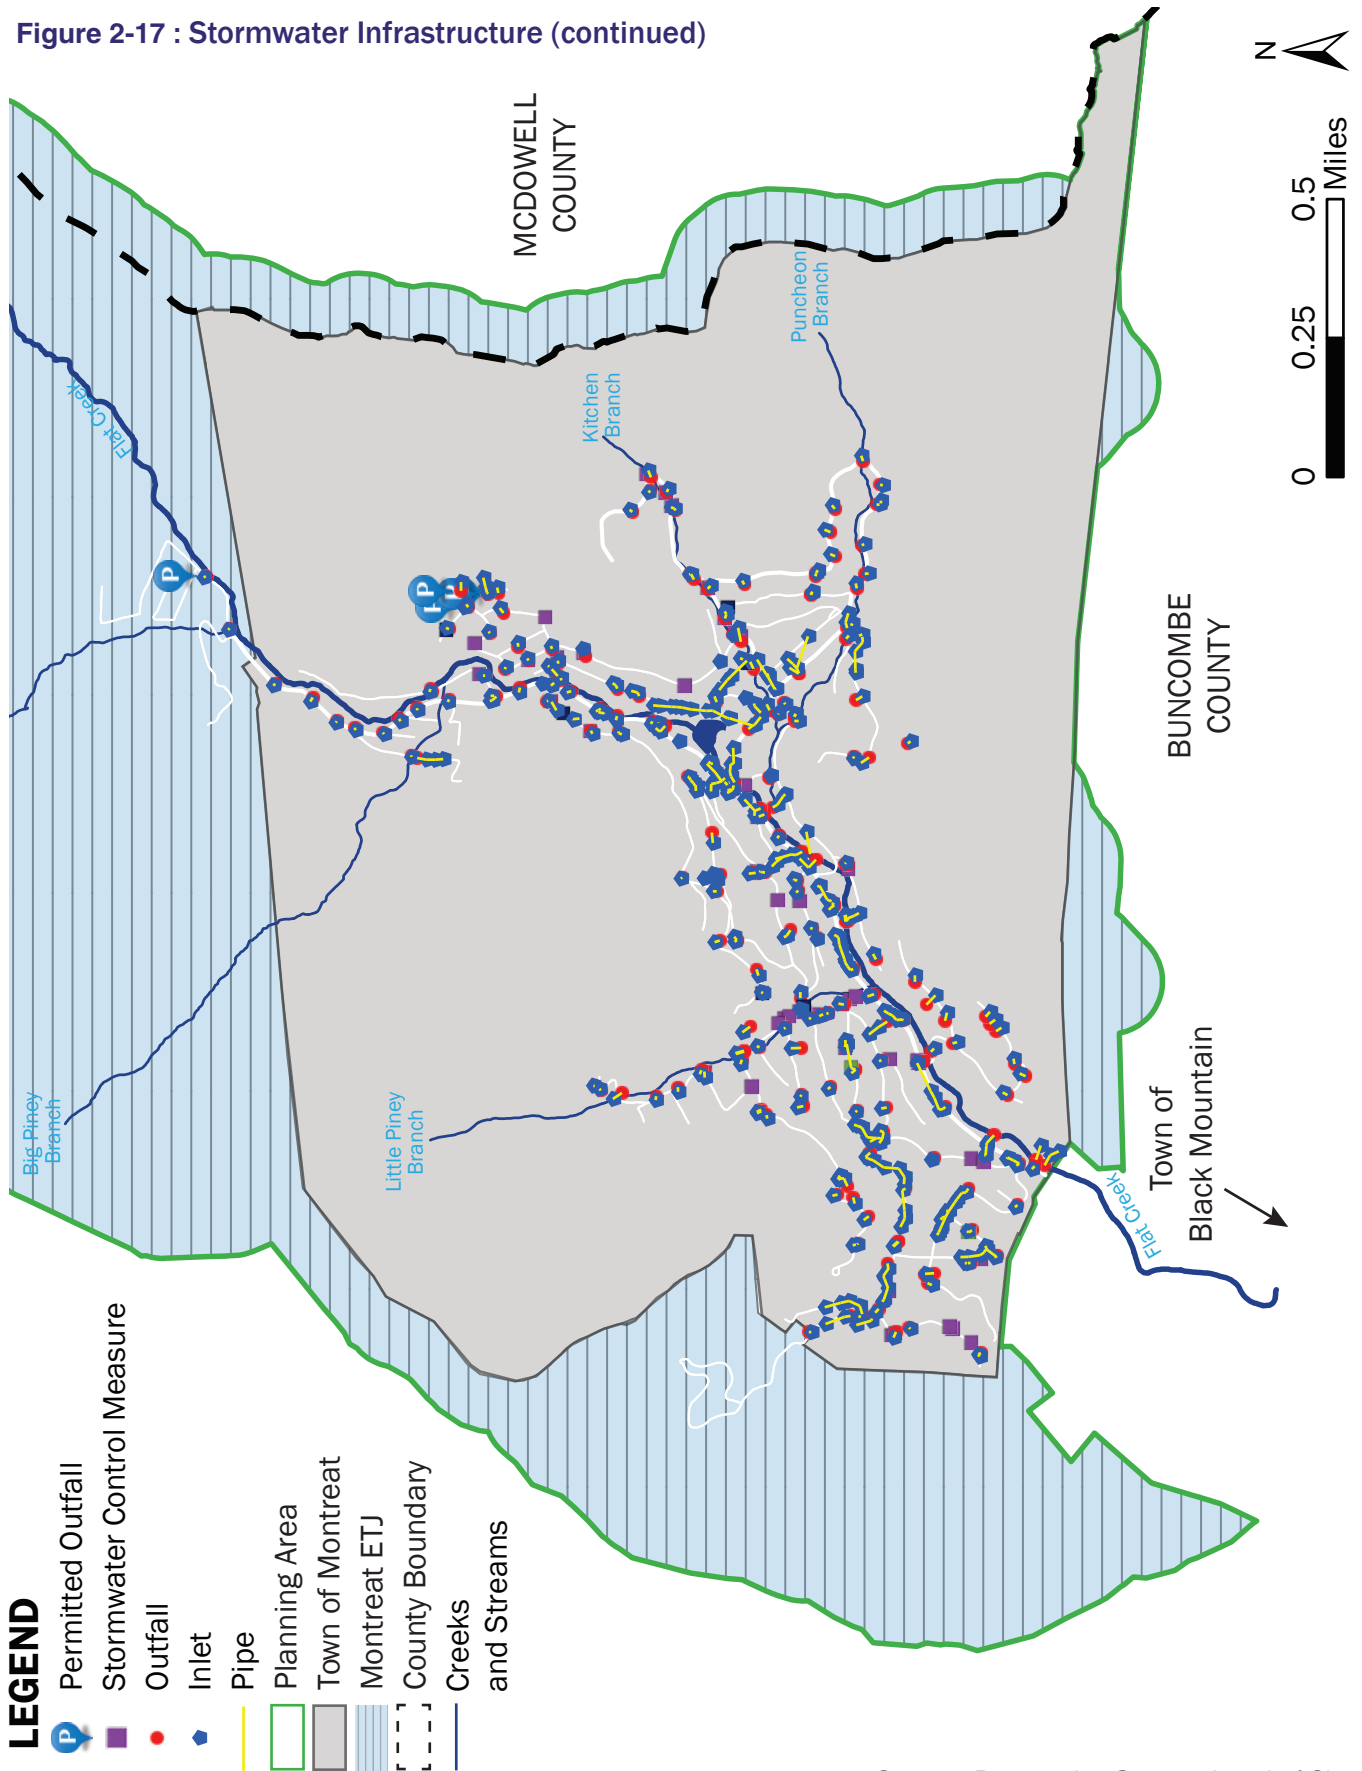 Figure 2-17 : Stormwater Infrastructure (continued)
N
MCDOWELL
COUNTY
Flat Creek
Puncheon
Branch
Kitchen
Branch
0
0.25
0.5
Miles
P
P
BUNCOMBE
COUNTY
Big Piney
Branch
Little Piney
Branch
Flat Creek
Town of
Black Mountain
LEGEND
P
Permitted Outfall
Stormwater Control Measure
Outfall
Inlet
Pipe
Planning Area
Town of Montreat
Montreat ETJ
County Boundary
Creeks
and Streams